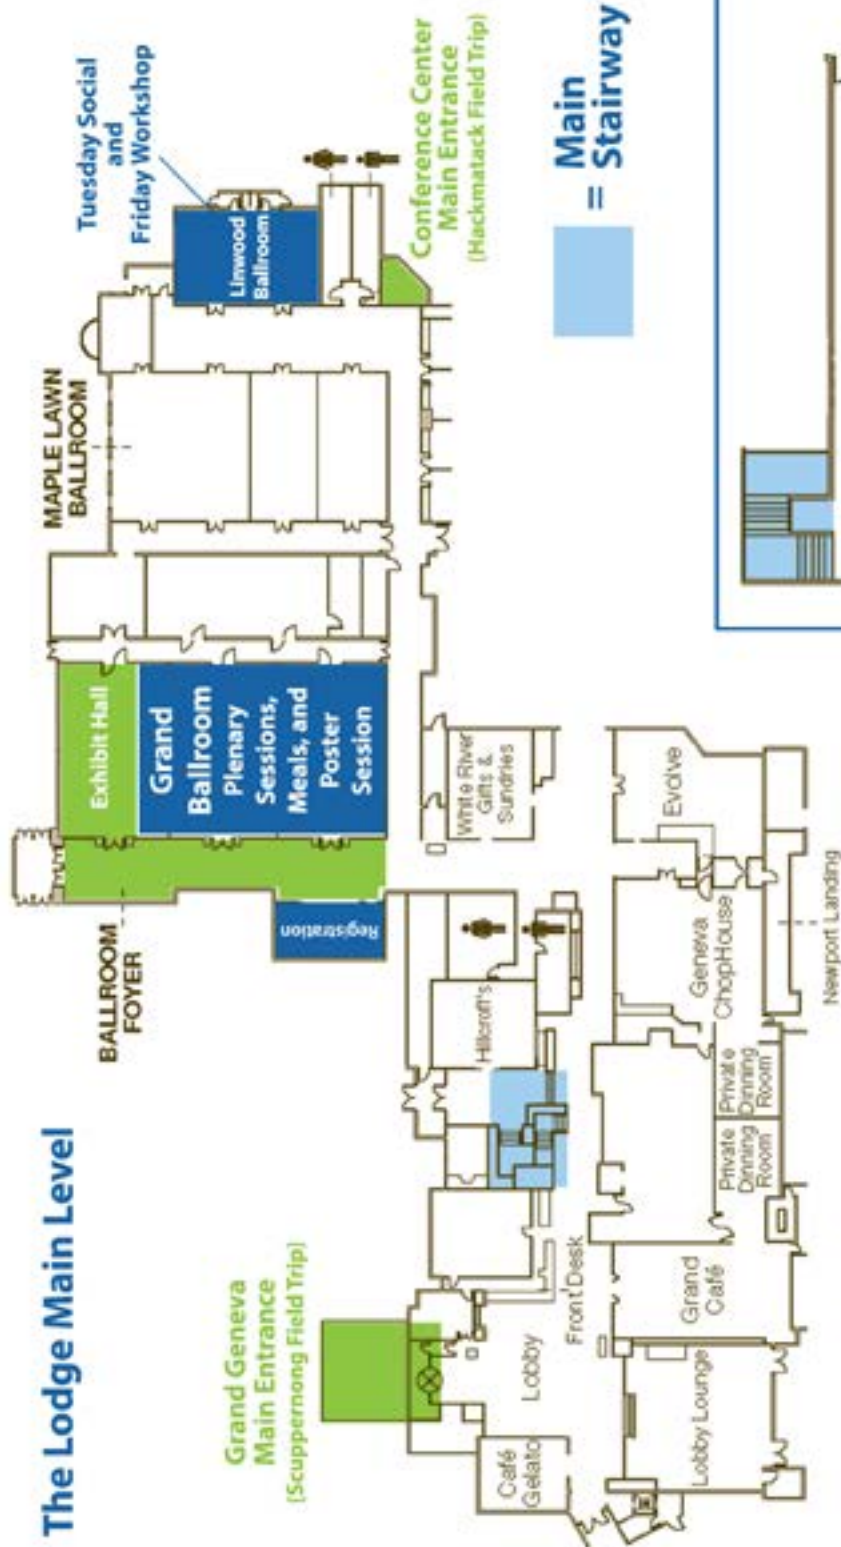 The Lodge Main Level
Tuesday Social
and
Friday Workshop
MAPLE LAWN
BALLROOM
Linwood
Ballroom
Conference Center
Main Entrance
(Hackmatack Field Trip)
BALLROOM
FOYER
Exhibit Hall
Grand
Ballroom
Plenary
Sessions,
Meals, and
Poster
Session
Registration
= Main
Stairway
Grand Geneva
Main Entrance
(Scuppernong Field Trip)
White River
Gifts &
Sundries
Hillcroft's
Evolve
Geneva
ChopHouse
Newport Landing
Private
Dinning
Room
Private
Dinning
Room
Front Desk
Grand
Café
Lobby
Lobby Lounge
Café
Gelato